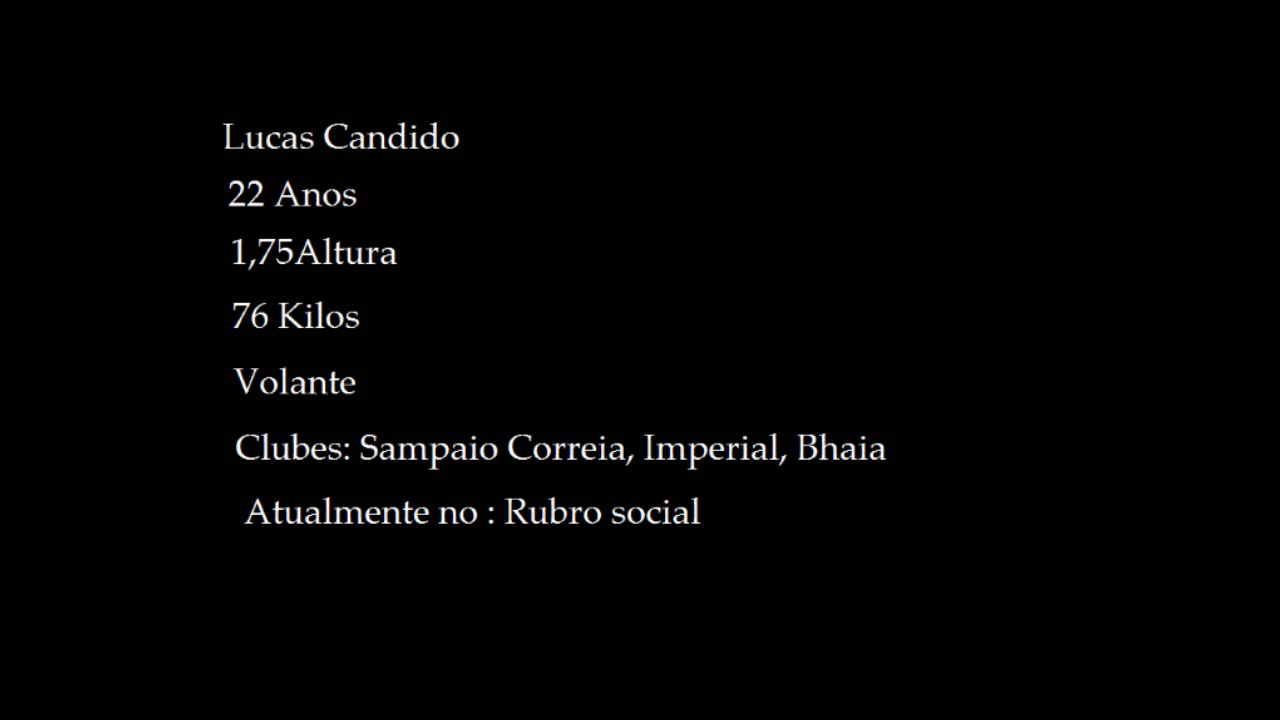 Lucas Candido
22 Anos
1,75Altura
76 Kilos
Volante
Clubes: Sampaio Correia, Imperial, Bhaia
Atualmente no : Rubro social